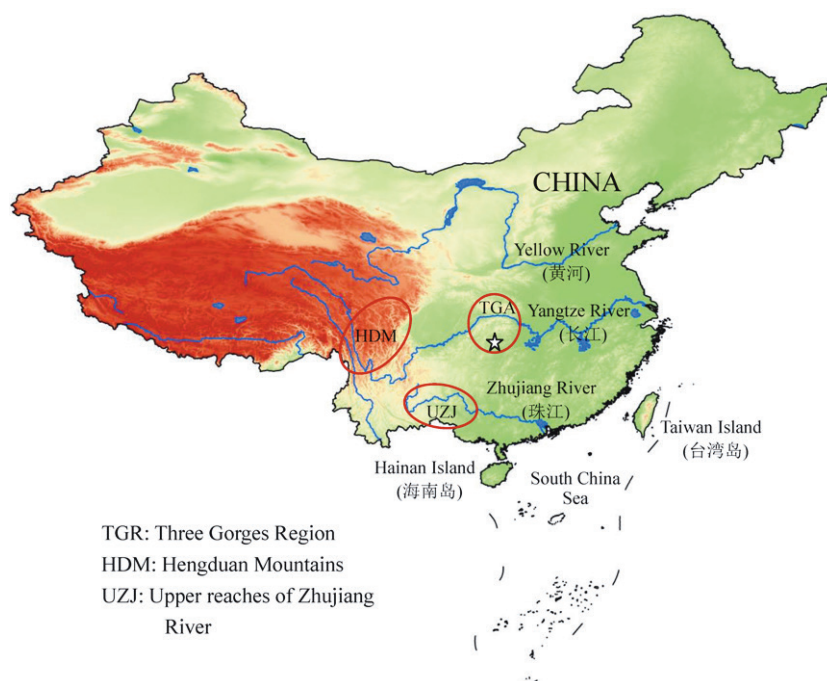 CHINA
Yellow River
(黄河)
TGA
Yangtze River
(长江)
HDM
Zhujiang River
(珠江)
UZJ
Taiwan Island
(台湾岛)
Hainan Island
(海南岛)
South China
Sea
TGR: Three Gorges Region
HDM: Hengduan Mountains
UZJ: Upper reaches of Zhujiang
River